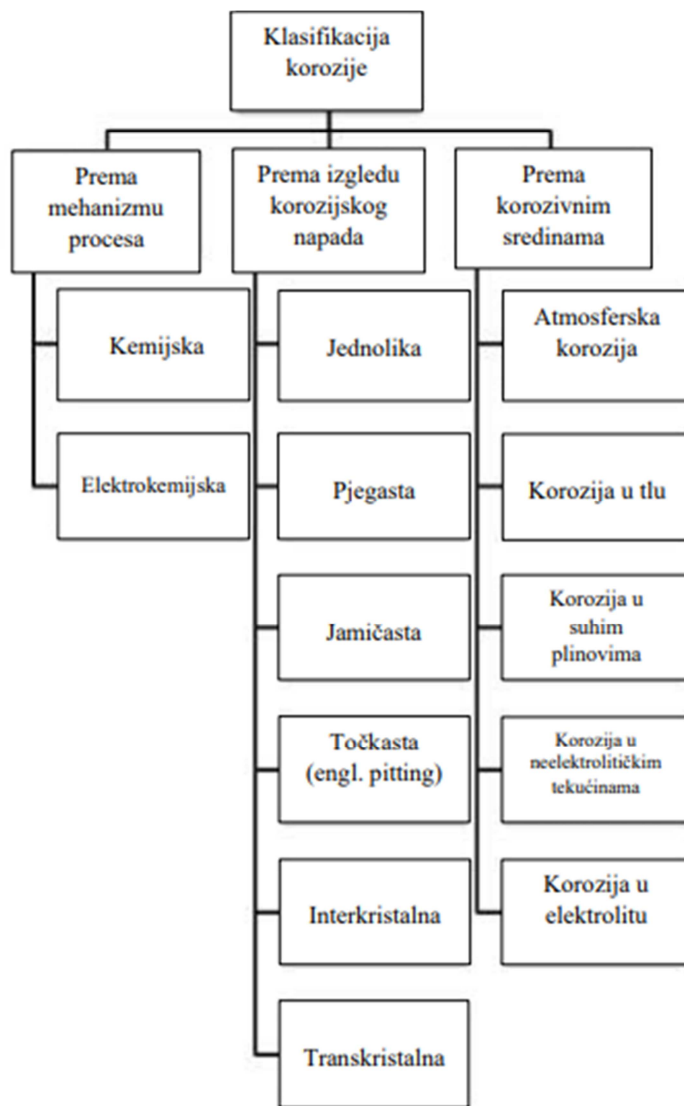 Klasifikacija
korozije
Prema
mehanizmu
procesa
Kemijska
Elektrokemijska
Prema izgledu
korozijskog
napada
Jednolika
Pjegasta
Jamičasta
Točkasta
(engl. pitting)
Interkristalna
Transkristalna
Prema
korozivnim
sredinama
Atmosferska
korozija
Korozija u tlu
Korozija u
suhim
plinovima
Korozija u
neelektrolitičkim
tekućinama
Korozija u
elektrolitu